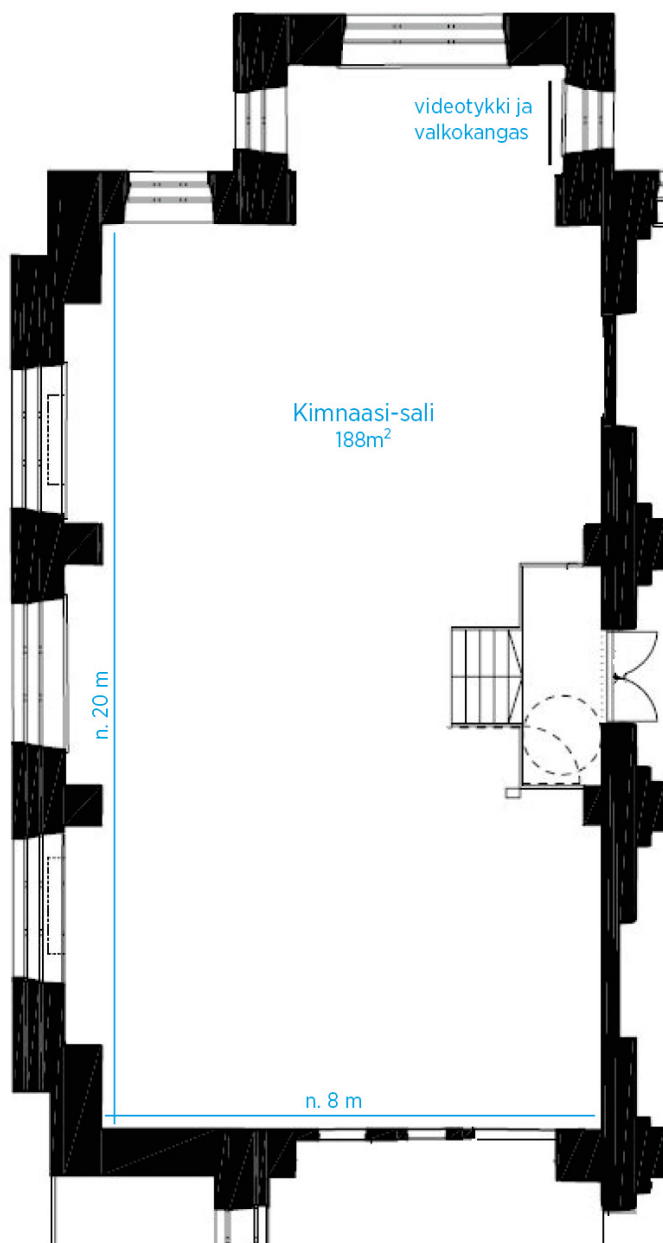 videotykki ja
valkokangas
Kimnaasi-sali
188m²
n. 20 m
n. 8 m